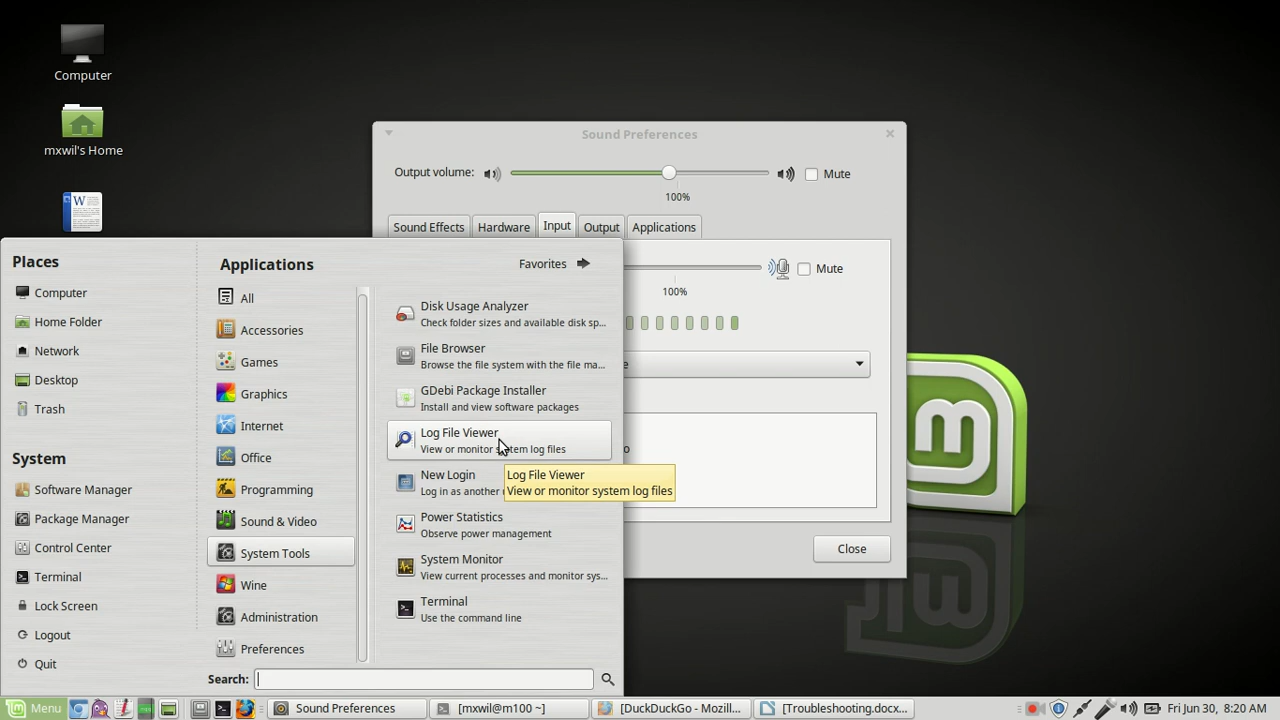 Computer
mxwil's Home
W
Sound Preferences
Output volume:
Mute
100%
Sound Effects
Hardware
Input
Output
Applications
Mute
100%
Close
Places
Computer
Home Folder
Network
Desktop
Trash
System
Software Manager
Package Manager
Control Center
Terminal
Lock Screen
Logout
Quit
Applications
Favorites
All
Accessories
Games
Graphics
Internet
Office
Programming
Sound & Video
System Tools
Wine
Administration
Preferences
Disk Usage Analyzer
Check folder sizes and available disk sp...
File Browser
Browse the file system with the file ma...
GDebi Package Installer
Install and view software packages
Log File Viewer
View or monitor system log files
New Login
Log in as another
Log File Viewer
View or monitor system log files
Power Statistics
Observe power management
System Monitor
View current processes and monitor sys...
Terminal
Use the command line
Search:
Menu
Sound Preferences
[mxwil@m100 ~]
[DuckDuckGo - Mozill...
[Troubleshooting.docx...
Fri Jun 30, 8:20 AM